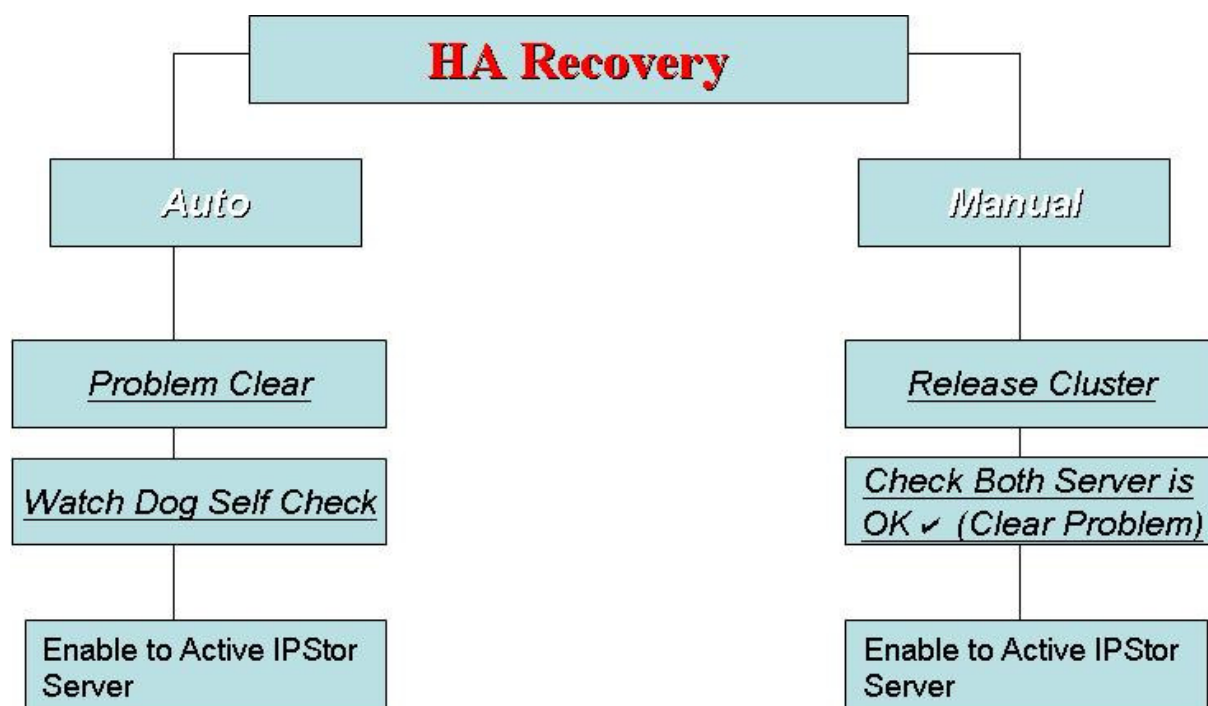 HA Recovery
Auto
Manual
Problem Clear
Release Cluster
Watch Dog Self Check
Check Both Server is
OK ✓ (Clear Problem)
Enable to Active IPStor
Server
Enable to Active IPStor
Server